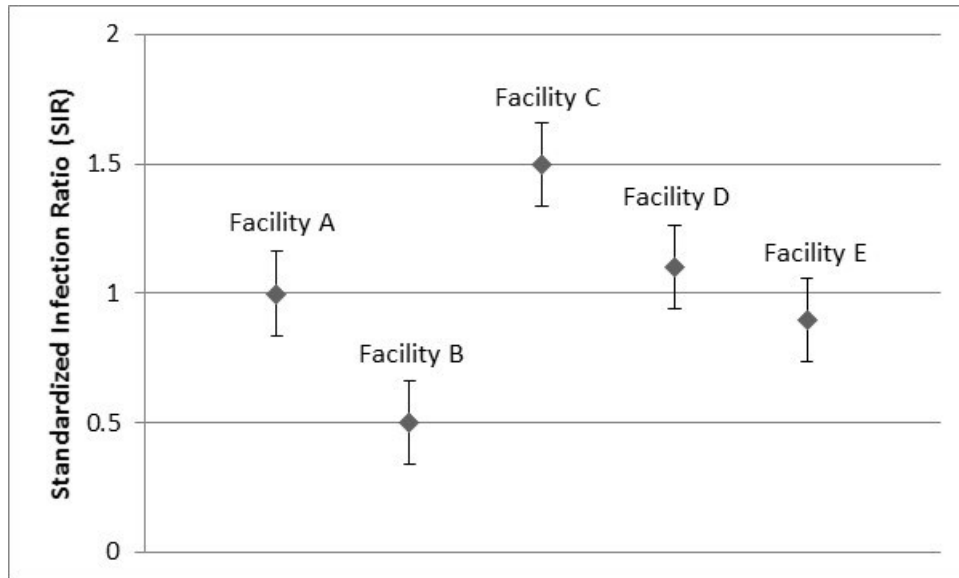 Standardized Infection Ratio (SIR)
2
1.5
1
0.5
0
Facility A
Facility B
Facility C
Facility D
Facility E